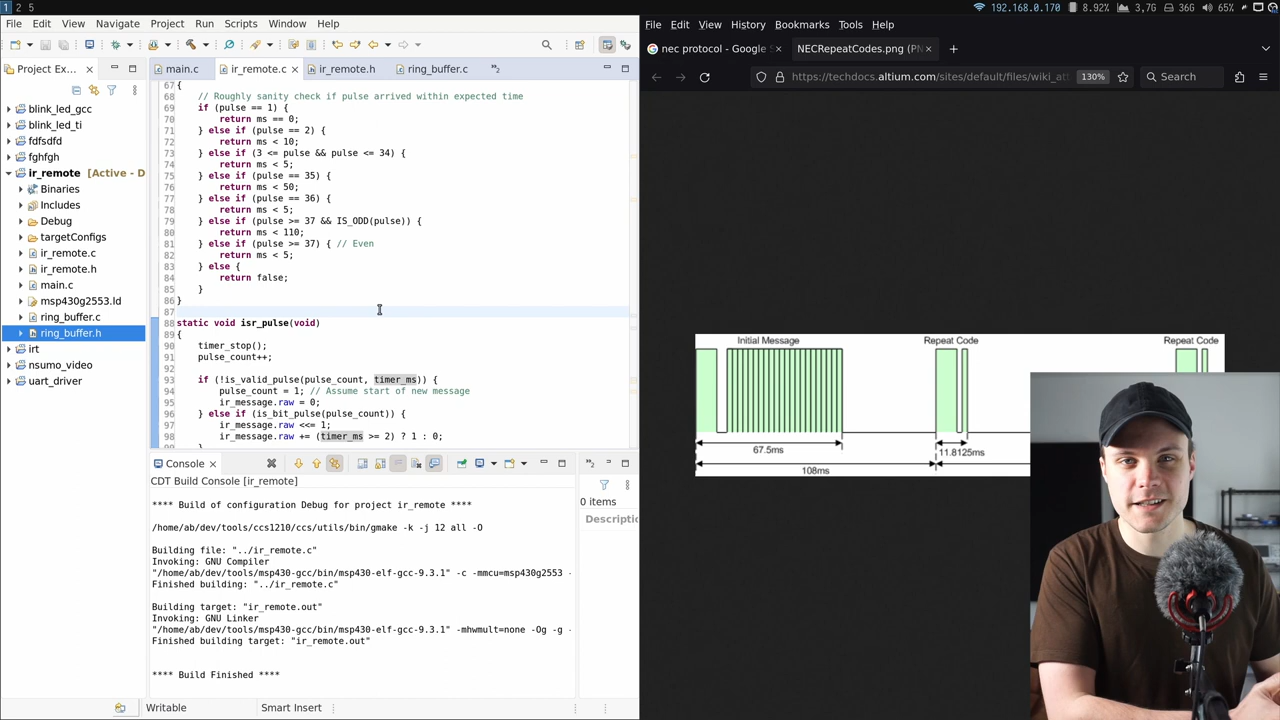 1 2 5
192.168.0.170 8.92% 3,7G 36G 65%
File Edit View Navigate Project Run Scripts Window Help
File Edit View History Bookmarks Tools Help
nec protocol - Google S
NECRepeatCodes.png (PN
https://techdocs.altium.com/sites/default/files/wiki_at
130%
Search
Project Ex...
main.c
ir_remote.c
ir_remote.h
ring_buffer.c
»2
blink_led_gcc
blink_led_ti
fdfsdfd
fghfgh
ir_remote [Active - D
Binaries
Includes
Debug
targetConfigs
ir_remote.c
ir_remote.h
main.c
msp430g2553.ld
ring_buffer.c
ring_buffer.h
irt
nsumo_video
uart_driver
67 {
68 // Roughly sanity check if pulse arrived within expected time
69 if (pulse == 1) {
70 return ms == 0;
71 } else if (pulse == 2) {
72 return ms < 10;
73 } else if (3 <= pulse && pulse <= 34) {
74 return ms < 5;
75 } else if (pulse == 35) {
76 return ms < 50;
77 } else if (pulse == 36) {
78 return ms < 5;
79 } else if (pulse >= 37 && IS_ODD(pulse)) {
80 return ms < 110;
81 } else if (pulse >= 37) { // Even
82 return ms < 5;
83 } else {
84 return false;
85 }
86 }
87
88 static void isr_pulse(void)
89 {
90 timer_stop();
91 pulse_count++;
92
93 if (!is_valid_pulse(pulse_count, timer_ms)) {
94 pulse_count = 1; // Assume start of new message
95 ir_message.raw = 0;
96 } else if (is_bit_pulse(pulse_count)) {
97 ir_message.raw <<= 1;
98 ir_message.raw += (timer_ms >= 2) ? 1 : 0;
Console
»2
CDT Build Console [ir_remote]
0 items
Descriptio
**** Build of configuration Debug for project ir_remote ****
/home/ab/dev/tools/ccs1210/ccs/utils/bin/gmake -k -j 12 all -O
Building file: "../ir_remote.c"
Invoking: GNU Compiler
"/home/ab/dev/tools/msp430-gcc/bin/msp430-elf-gcc-9.3.1" -c -mmcu=msp430g2553 -
Finished building: "../ir_remote.c"
Building target: "ir_remote.out"
Invoking: GNU Linker
"/home/ab/dev/tools/msp430-gcc/bin/msp430-elf-gcc-9.3.1" -mhwmult=none -Og -g -
Finished building target: "ir_remote.out"
**** Build Finished ****
Writable
Smart Insert
Initial Message
Repeat Code
Repeat Code
67.5ms
11.8125ms
108ms